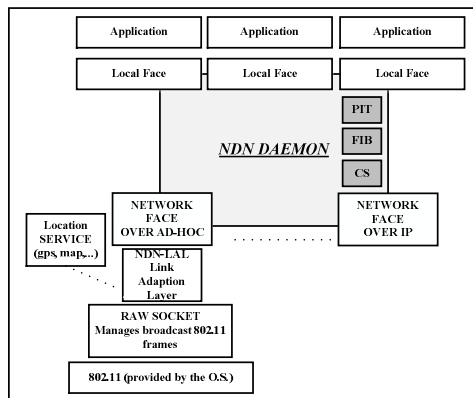 Application
Application
Application
Local Face
Local Face
Local Face
PIT
FIB
CS
NDN DAEMON
NETWORK
FACE
OVER AD-HOC
NETWORK
FACE
OVER IP
Location
SERVICE
(gps, map,...)
NDN-LAL
Link
Adaption
Layer
RAW SOCKET
Manages broadcast 802.11
frames
802.11 (provided by the O.S.)